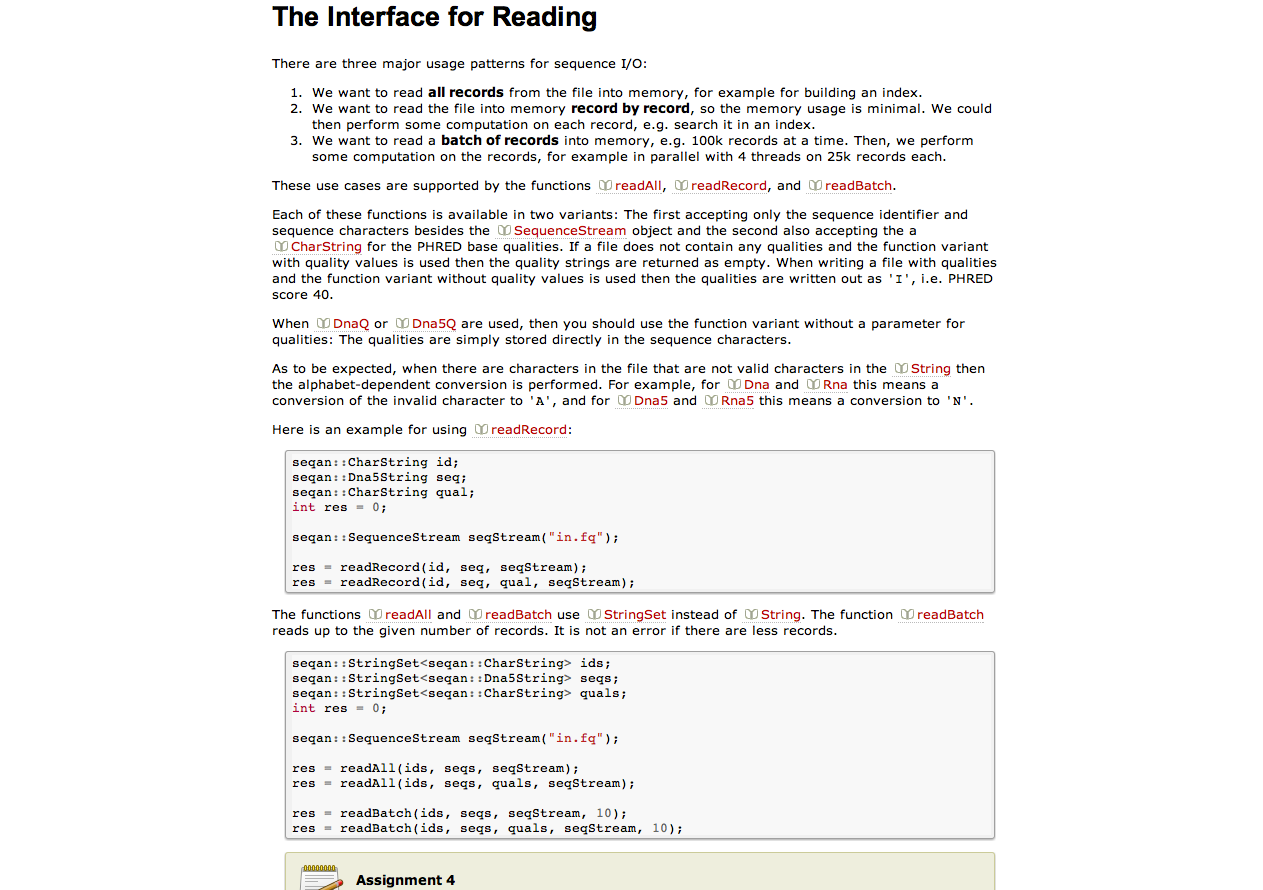 The Interface for Reading
There are three major usage patterns for sequence I/O:
1. We want to read all records from the file into memory, for example for building an index.
2. We want to read the file into memory record by record, so the memory usage is minimal. We could
then perform some computation on each record, e.g. search it in an index.
3. We want to read a batch of records into memory, e.g. 100k records at a time. Then, we perform
some computation on the records, for example in parallel with 4 threads on 25k records each.
These use cases are supported by the functions readAll, readRecord, and readBatch.
Each of these functions is available in two variants: The first accepting only the sequence identifier and
sequence characters besides the SequenceStream object and the second also accepting the a
CharString for the PHRED base qualities. If a file does not contain any qualities and the function variant
with quality values is used then the quality strings are returned as empty. When writing a file with qualities
and the function variant without quality values is used then the qualities are written out as 'I', i.e. PHRED
score 40.
When DnaQ or Dna5Q are used, then you should use the function variant without a parameter for
qualities: The qualities are simply stored directly in the sequence characters.
As to be expected, when there are characters in the file that are not valid characters in the String then
the alphabet-dependent conversion is performed. For example, for Dna and Rna this means a
conversion of the invalid character to 'A', and for Dna5 and Rna5 this means a conversion to 'N'.
Here is an example for using readRecord:
seqan::CharString id;
seqan::Dna5String seq;
seqan::CharString qual;
int res = 0;
seqan::SequenceStream seqStream("in.fq");
res = readRecord(id, seq, seqStream);
res = readRecord(id, seq, qual, seqStream);
The functions readAll and readBatch use StringSet instead of String. The function readBatch
reads up to the given number of records. It is not an error if there are less records.
seqan::StringSet<seqan::CharString> ids;
seqan::StringSet<seqan::Dna5String> seqs;
seqan::StringSet<seqan::CharString> quals;
int res = 0;
seqan::SequenceStream seqStream("in.fq");
res = readAll(ids, seqs, seqStream);
res = readAll(ids, seqs, quals, seqStream);
res = readBatch(ids, seqs, seqStream, 10);
res = readBatch(ids, seqs, quals, seqStream, 10);
Assignment 4